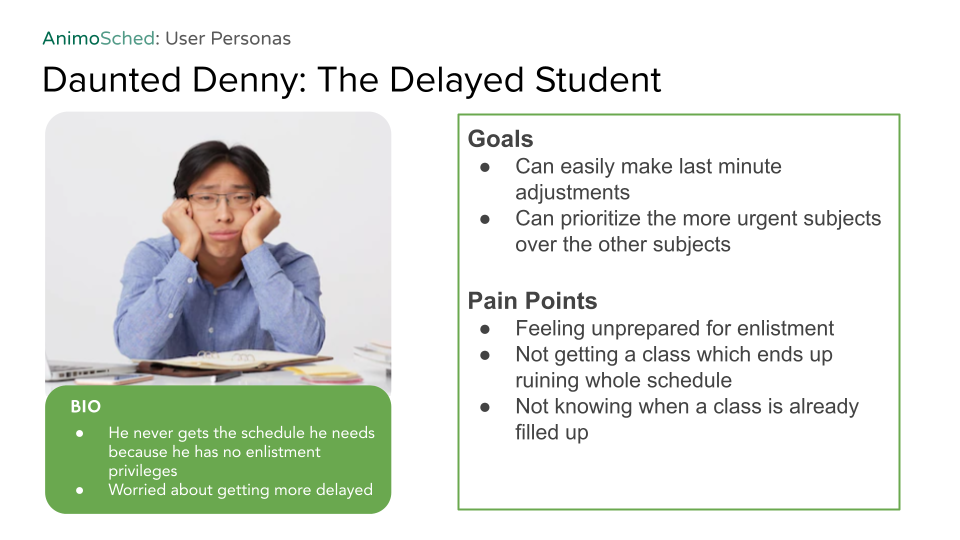 AnimoSched: User Personas
Daunted Denny: The Delayed Student
BIO
● He never gets the schedule he needs
because he has no enlistment
privileges
● Worried about getting more delayed
Goals
● Can easily make last minute
adjustments
● Can prioritize the more urgent subjects
over the other subjects
Pain Points
● Feeling unprepared for enlistment
● Not getting a class which ends up
ruining whole schedule
● Not knowing when a class is already
filled up